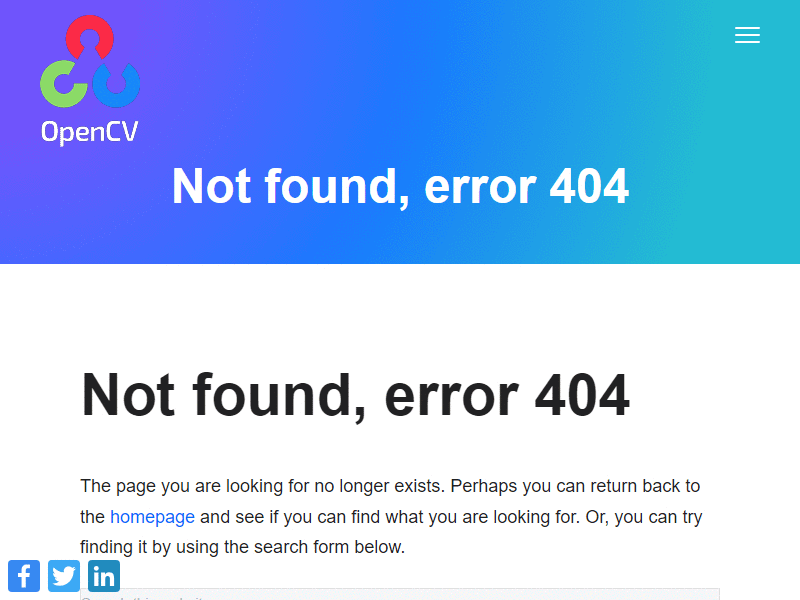 OpenCV
Not found, error 404
Not found, error 404
The page you are looking for no longer exists. Perhaps you can return back to
the homepage and see if you can find what you are looking for. Or, you can try
finding it by using the search form below.